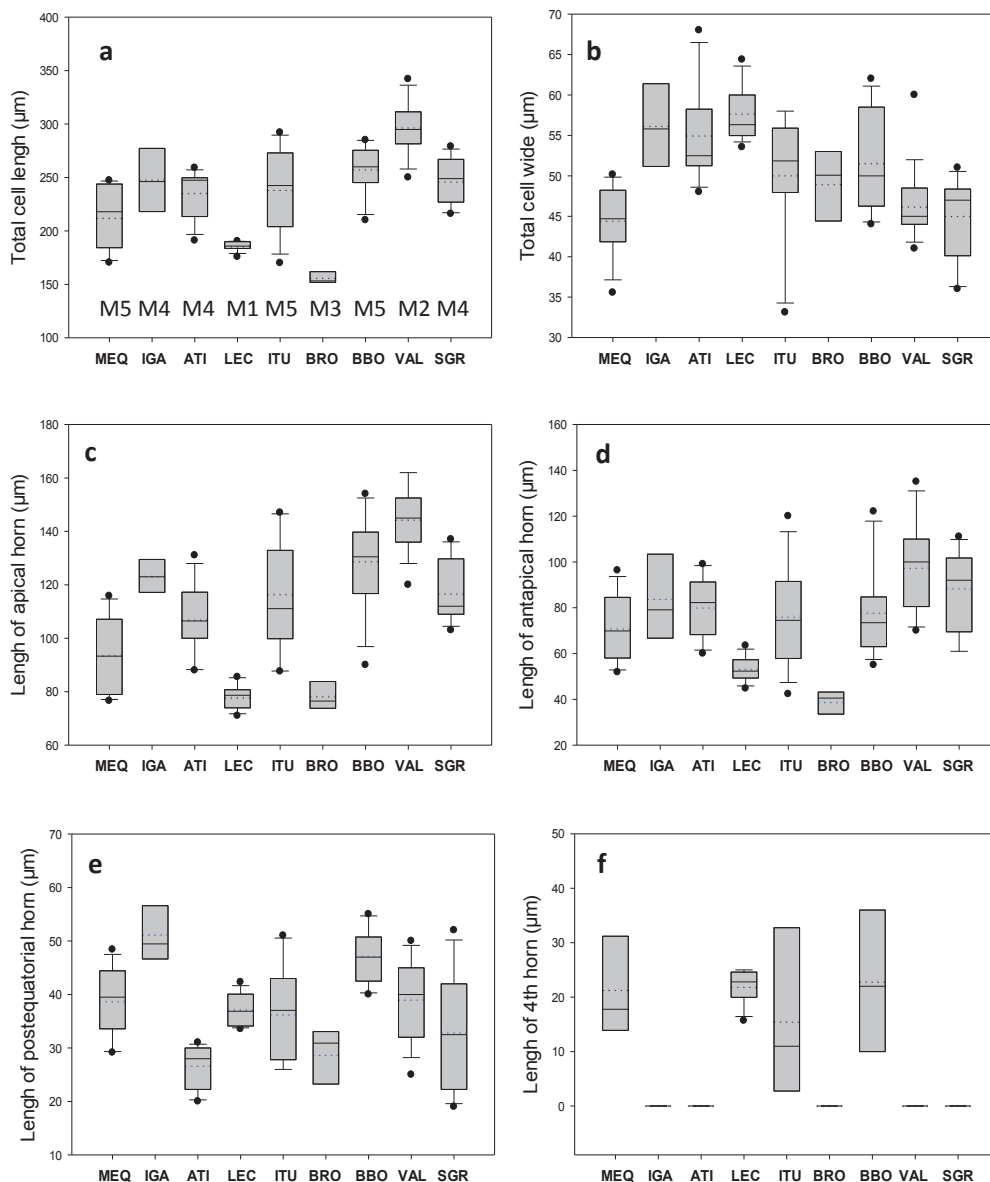 a
Total cell lengh (µm)
400
350
300
250
200
150
100
M5 M4 M4 M1 M5 M3 M5 M2 M4
MEQ IGA ATI LEC ITU BRO BBO VAL SGR
b
Total cell wide (µm)
70
65
60
55
50
45
40
35
30
MEQ IGA ATI LEC ITU BRO BBO VAL SGR
c
Lengh of apical horn (µm)
180
160
140
120
100
80
60
MEQ IGA ATI LEC ITU BRO BBO VAL SGR
d
Lengh of antapical horn (µm)
160
140
120
100
80
60
40
20
MEQ IGA ATI LEC ITU BRO BBO VAL SGR
e
Lengh of postequatorial horn (µm)
70
60
50
40
30
20
10
MEQ IGA ATI LEC ITU BRO BBO VAL SGR
f
Lengh of 4th horn (µm)
50
40
30
20
10
0
MEQ IGA ATI LEC ITU BRO BBO VAL SGR